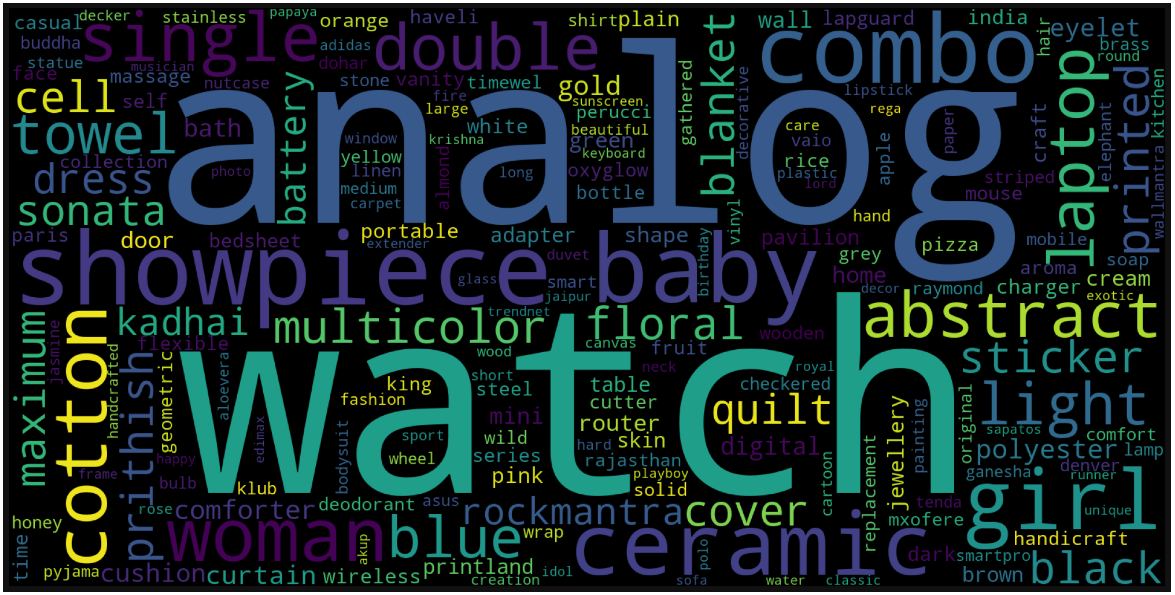 decker
stainless
papaya
casual
single
orange
haveli
shirt
plain
wall
lapguard
india
eyelet
buddha
statue
musician
adidas
dohar
double
combo
hair
brass
round
face
massage
nutcase
stone
vanity
timewel
gold
sunscreen
lipstick
rega
laptop
printed
kitchen
cell
self
battery
fire
large
perucci
beautiful
gathered
blanket
decorative
care
vaio
apple
paper
craft
elephant
towel
bath
analog
window
krishna
white
green
keyboard
rice
plastic
striped
mouse
wallmantra
collection
yellow
linen
almond
long
oxyglow
bottle
lord
dress
photo
medium
carpet
vinyl
hand
sonata
portable
paris
door
bedsheet
extender
adapter
shape
birthday
pavilion
grey
pizza
mobile
soap
showpiece
baby
duvet
glass
smart
jaipur
home
decor
raymond
aroma
charger
cream
exotic
trendnet
abstract
maximum
cotton
kadhai
multicolor
floral
canvas
wooden
jasmine
handcrafted
flexible
prithish
geometric
aloevera
watch
wood
short
steel
king
fashion
fruit
neck
royal
checkered
sticker
table
cutter
mini
router
quilt
light
sport
wild
series
hard
skin
rajasthan
digital
jewellery
painting
original
sapatos
polyester
comfort
lamp
frame
happy
bulb
edimax
bodysuit
wheel
pink
playboy
solid
cartoon
replacement
ganesha
denver
runner
klub
rose
comforter
deodorant
asus
rockmantra
cover
tenda
mxofere
girl
unique
honey
time
woman
akup
blue
wrap
ceramic
polo
dark
handicraft
smartpro
black
pyjama
cushion
curtain
wireless
printland
creation
idol
sofa
water
classic
brown